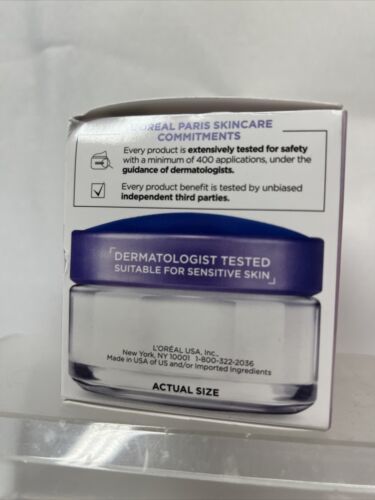 L'ORÉAL PARIS SKINCARE
COMMITMENTS
Every product is extensively tested for safety
with a minimum of 400 applications, under the
guidance of dermatologists.
Every product benefit is tested by unbiased
independent third parties.
DERMATOLOGIST TESTED
SUITABLE FOR SENSITIVE SKIN
L'ORÉAL USA, Inc.,
New York, NY 10001 1-800-322-2036
Made in USA of US and/or Imported Ingredients
ACTUAL SIZE